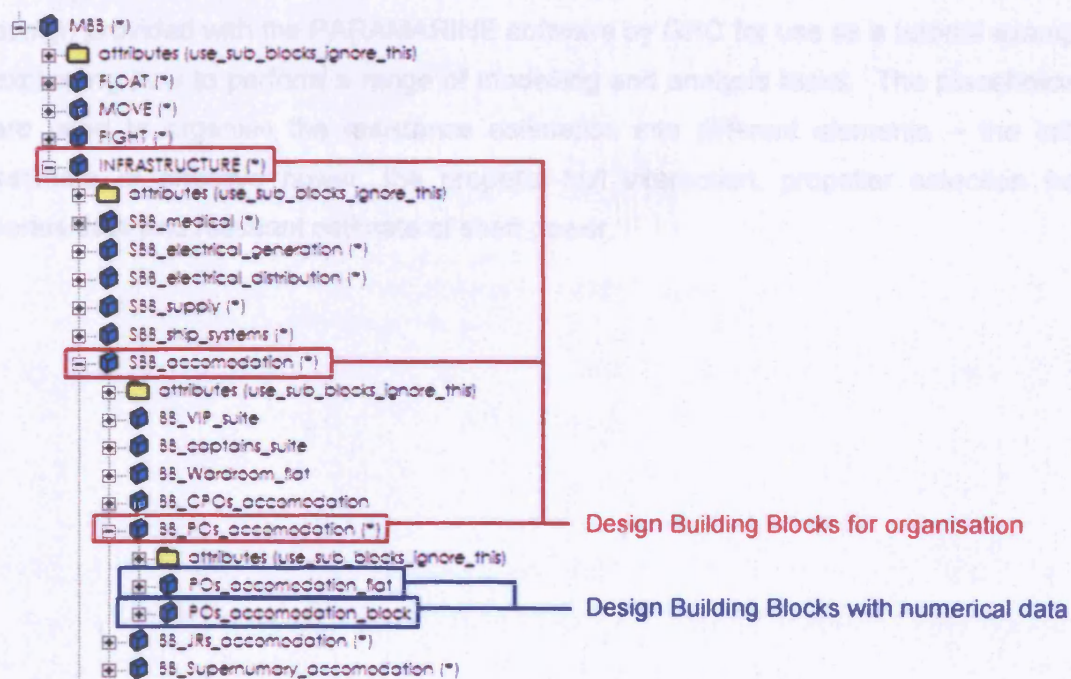 MBB (*)
attributes (use_sub_blocks_ignore_this)
FLOAT (*)
MOVE (*)
FIGHT (*)
INFRASTRUCTURE (*)
attributes (use_sub_blocks_ignore_this)
SBB_medical (*)
SBB_electrical_generation (*)
SBB_electrical_distribution (*)
SBB_supply (*)
SBB_ship_systems (*)
SBB_accomodation (*)
attributes (use_sub_blocks_ignore_this)
BB_VIP_suite
BB_captains_suite
BB_Wardroom_flat
BB_CPOs_accomodation
BB_POs_accomodation (*)
Design Building Blocks for organisation
attributes (use_sub_blocks_ignore_this)
POs_accomodation_flat
POs_accomodation_block
Design Building Blocks with numerical data
BB_JRs_accomodation (*)
BB_Supernumary_accomodation (*)